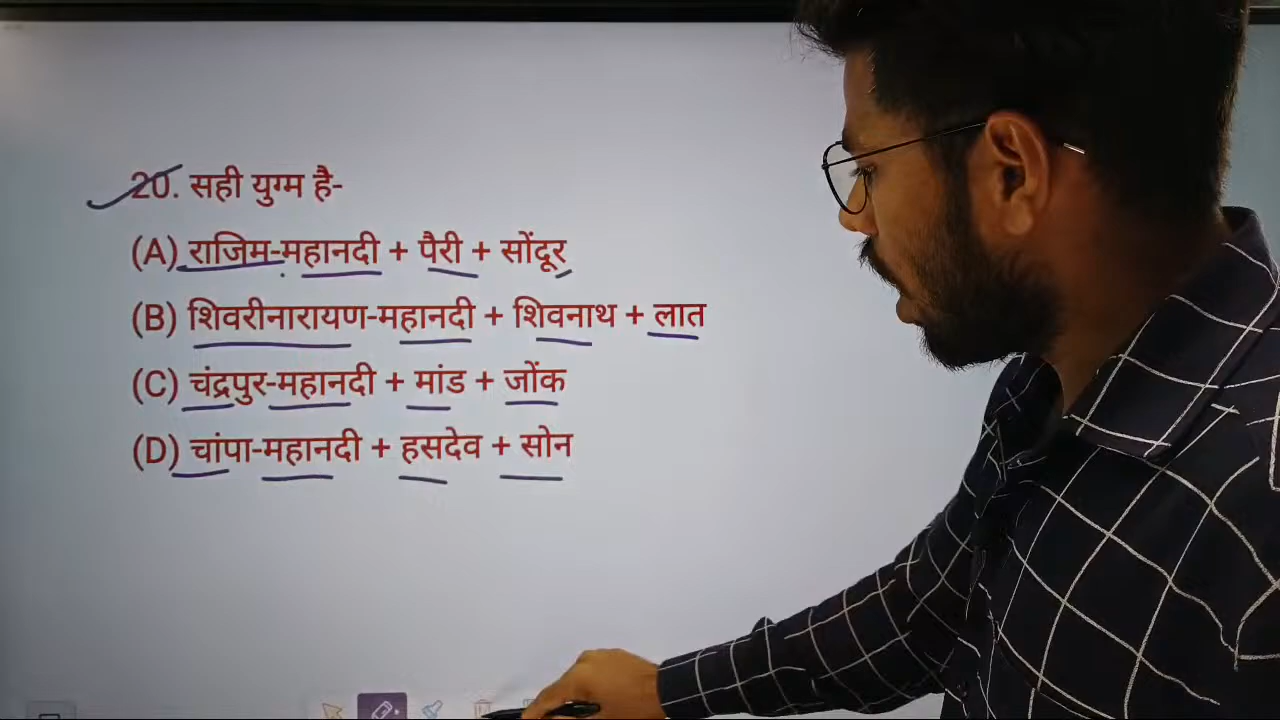 20. सही युग्म है-
(A) राजिम-महानदी + पैरी + सोंदूर
(B) शिवरीनारायण-महानदी + शिवनाथ + लात
(C) चंद्रपुर-महानदी + मांड + जोंक
(D) चांपा-महानदी + हसदेव + सोन